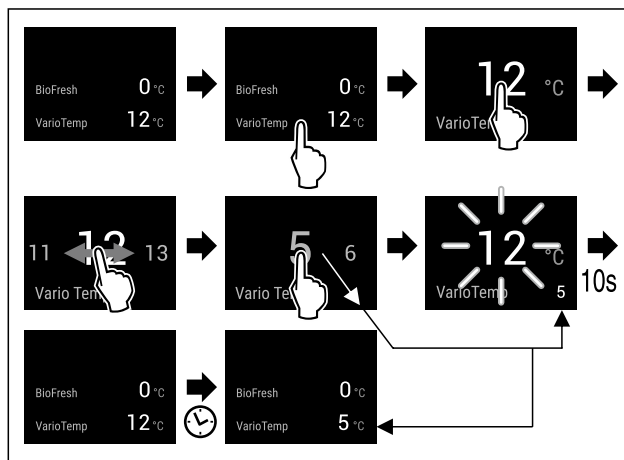 BioFresh 0 °C
VarioTemp 12 °C
BioFresh 0 °C
VarioTemp 12 °C
12 °C
VarioTemp
11 12 13
Vario Tem
5 6
Vario Te
12 °C
VarioTemp 5
10s
BioFresh 0 °C
VarioTemp 12 °C
BioFresh 0 °C
VarioTemp 5 °C